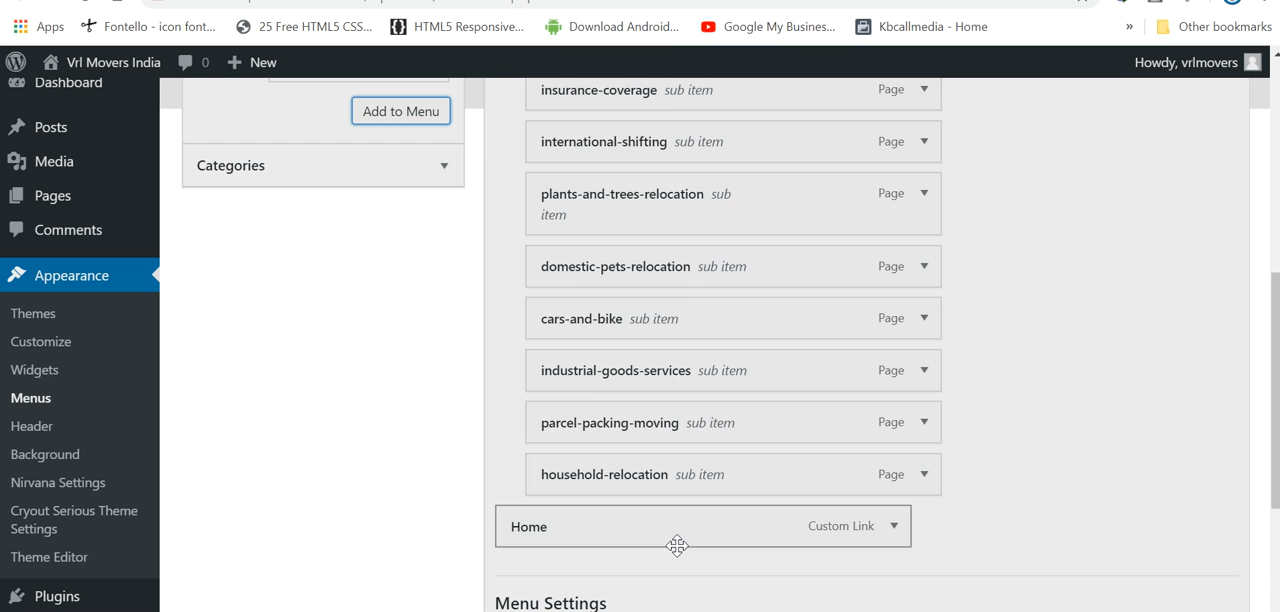 Apps Fontello - icon font... 25 Free HTML5 CSS... HTML5 Responsive... Download Android... Google My Busines... Kbcallmedia - Home » Other bookmarks
Vrl Movers India 0 New Howdy, vrlmovers
Dashboard
Posts
Media
Pages
Comments
Appearance
Themes
Customize
Widgets
Menus
Header
Background
Nirvana Settings
Cryout Serious Theme
Settings
Theme Editor
Plugins
Add to Menu
Categories
insurance-coverage sub item Page
international-shifting sub item Page
plants-and-trees-relocation sub Page
item
domestic-pets-relocation sub item Page
cars-and-bike sub item Page
industrial-goods-services sub item Page
parcel-packing-moving sub item Page
household-relocation sub item Page
Home Custom Link
Menu Settings